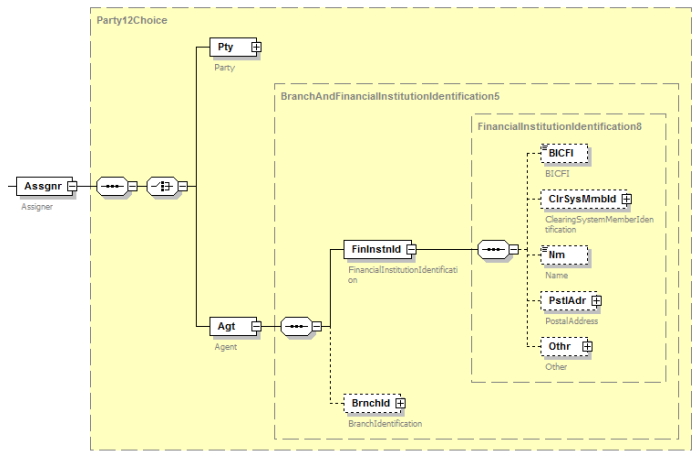 Party12Choice
Pty
Party
BranchAndFinancialInstitutionIdentification5
FinancialInstitutionIdentification8
BICFI
BICFI
Assgnr
Assigner
ClrSysMmbId
ClearingSystemMemberIden
tification
FinInstnId
FinancialInstitutionIdentificati
on
Nm
Name
PstlAdr
PostalAddress
Agt
Agent
Othr
Other
BrnchId
BranchIdentification